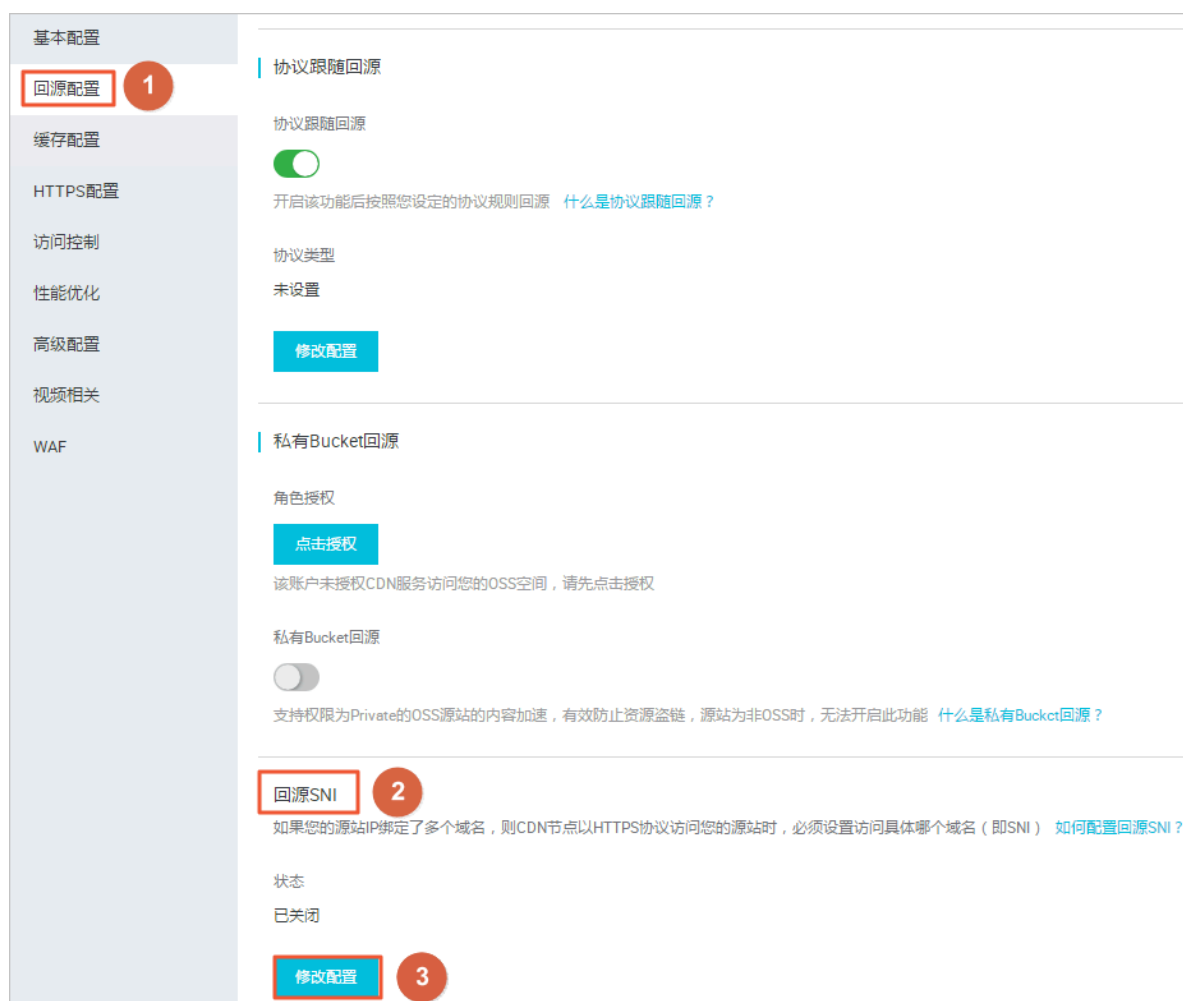 基本配置
回源配置
1
缓存配置
HTTPS配置
访问控制
性能优化
高级配置
视频相关
WAF
协议跟随回源
协议跟随回源
开启该功能后按照您设定的协议规则回源 什么是协议跟随回源？
协议类型
未设置
修改配置
私有Bucket回源
角色授权
点击授权
该账户未授权CDN服务访问您的OSS空间，请先点击授权
私有Bucket回源
支持权限为Private的OSS源站的内容加速，有效防止资源盗链，源站为非OSS时，无法开启此功能 什么是私有Buckct回源？
回源SNI
2
如果您的源站IP绑定了多个域名，则CDN节点以HTTPS协议访问您的源站时，必须设置访问具体哪个域名（即SNI） 如何配置回源SNI？
状态
已关闭
修改配置
3